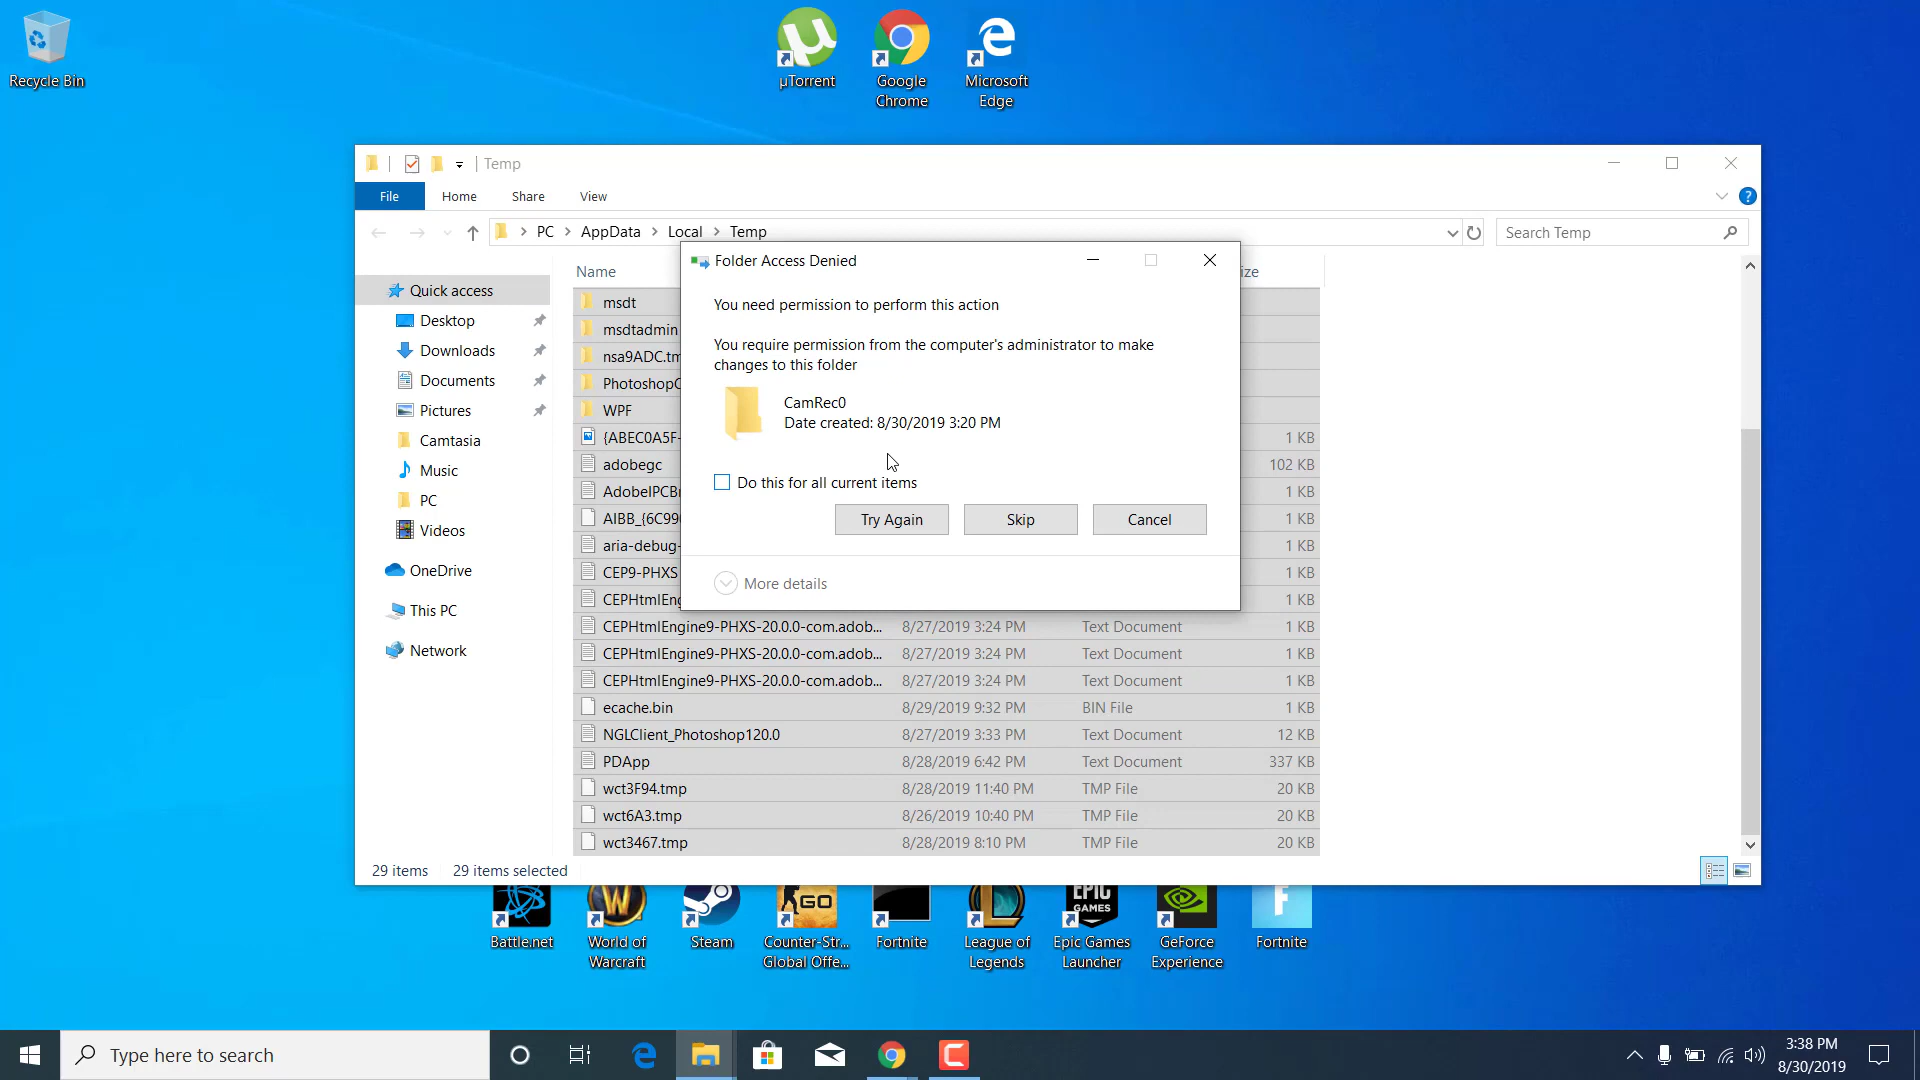 Recycle Bin
µTorrent
Google
Chrome
Microsoft
Edge
Temp
File
Home
Share
View
PC
AppData
Local
Temp
Search Temp
Quick access
Desktop
Downloads
Documents
Pictures
Camtasia
Music
PC
Videos
OneDrive
This PC
Network
Name
ize
msdt
msdtadmin
nsa9ADC.tm
PhotoshopC
WPF
{ABEC0A5F- 1 KB
adobegc 102 KB
AdobeIPCBr 1 KB
AIBB_{6C99 1 KB
aria-debug- 1 KB
CEP9-PHXS 1 KB
CEPHtmlEng 1 KB
CEPHtmlEngine9-PHXS-20.0.0-com.adob... 8/27/2019 3:24 PM Text Document 1 KB
CEPHtmlEngine9-PHXS-20.0.0-com.adob... 8/27/2019 3:24 PM Text Document 1 KB
CEPHtmlEngine9-PHXS-20.0.0-com.adob... 8/27/2019 3:24 PM Text Document 1 KB
ecache.bin 8/29/2019 9:32 PM BIN File 1 KB
NGLClient_Photoshop120.0 8/27/2019 3:33 PM Text Document 12 KB
PDApp 8/28/2019 6:42 PM Text Document 337 KB
wct3F94.tmp 8/28/2019 11:40 PM TMP File 20 KB
wct6A3.tmp 8/26/2019 10:40 PM TMP File 20 KB
wct3467.tmp 8/28/2019 8:10 PM TMP File 20 KB
29 items 29 items selected
Folder Access Denied
You need permission to perform this action
You require permission from the computer's administrator to make
changes to this folder
CamRec0
Date created: 8/30/2019 3:20 PM
Do this for all current items
Try Again
Skip
Cancel
More details
GO
EPIC
GAMES
Battle.net
World of
Warcraft
Steam
Counter-Str...
Global Offe...
Fortnite
League of
Legends
Epic Games
Launcher
GeForce
Experience
Fortnite
Type here to search
3:38 PM
8/30/2019